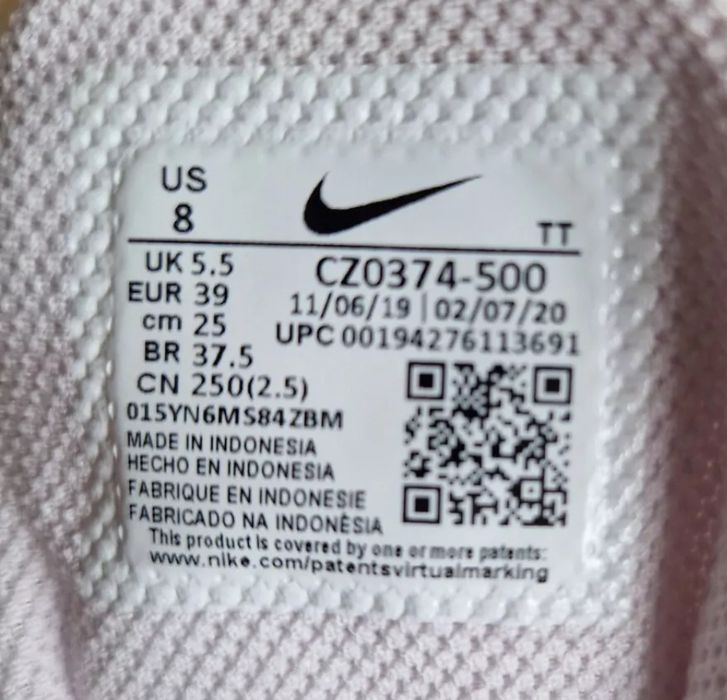 US
8
TT
UK 5.5
EUR 39
cm 25
BR 37.5
CN 250(2.5)
CZ0374-500
11/06/19 | 02/07/20
UPC 00194276113691
015YN6MS84ZBM
MADE IN INDONESIA
HECHO EN INDONESIA
FABRIQUE EN INDONESIE
FABRICADO NA INDONÈSIA
This product is covered by one or more patents:
www.nike.com/patentsvirtualmarking